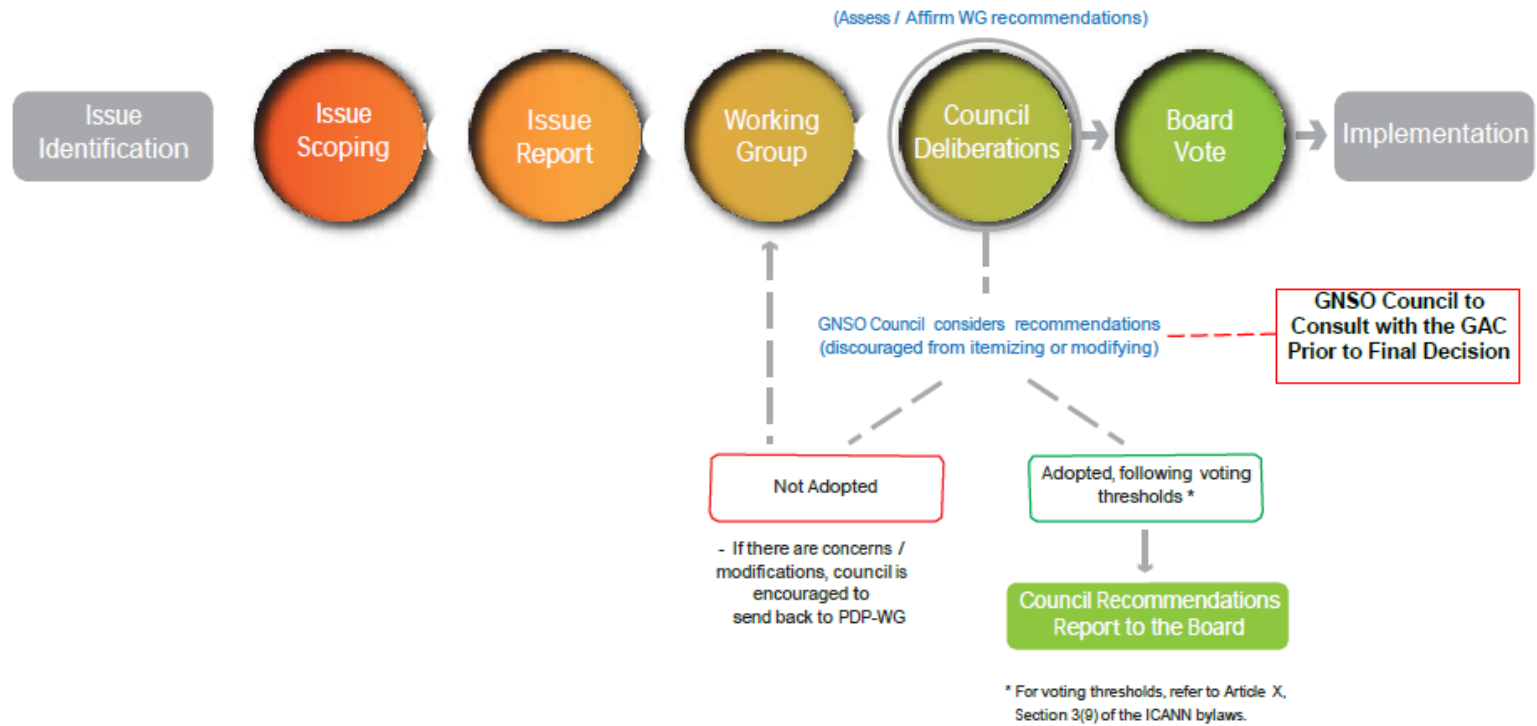 (Assess / Affirm WG recommendations)
Issue
Identification
Issue
Scoping
Issue
Report
Working
Group
Council
Deliberations
Board
Vote
Implementation
GNSO Council considers recommendations
(discouraged from itemizing or modifying)
GNSO Council to
Consult with the GAC
Prior to Final Decision
Not Adopted
- If there are concerns /
modifications, council is
encouraged to
send back to PDP-WG
Adopted, following voting
thresholds *
Council Recommendations
Report to the Board
* For voting thresholds, refer to Article X,
Section 3(9) of the ICANN bylaws.